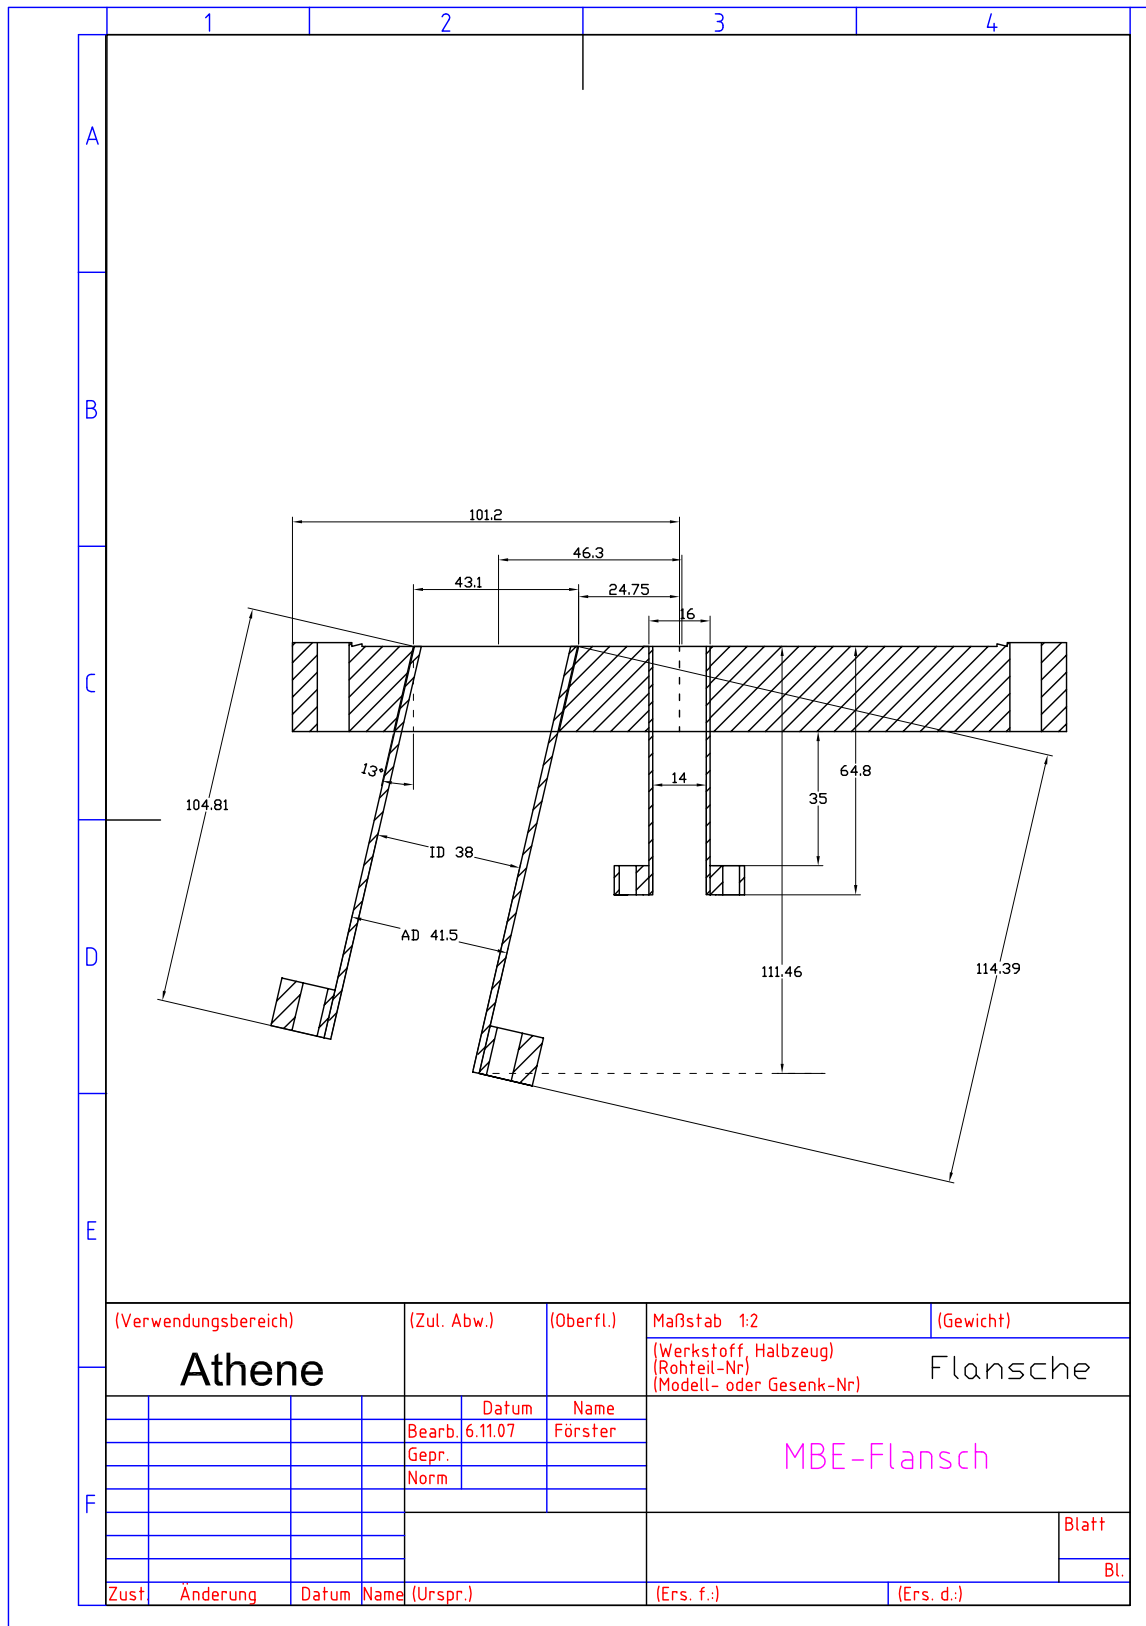 1 2 3 4
A
B
C
D
E
F
101.2
46.3
43.1
24.75
16
13°
104.81
14
64.8
35
ID 38
AD 41.5
111.46
114.39
(Verwendungsbereich)
Athene
(Zul. Abw.)
(Oberfl.)
Maßstab 1:2
(Gewicht)
(Werkstoff, Halbzeug)
(Rohteil-Nr)
(Modell- oder Gesenk-Nr)
Flansche
Datum Name
Bearb. 6.11.07 Förster
Gepr.
Norm
MBE-Flansch
Blatt
Bl.
Zust. Änderung Datum Name (Urspr.) (Ers. f.:) (Ers. d.:)